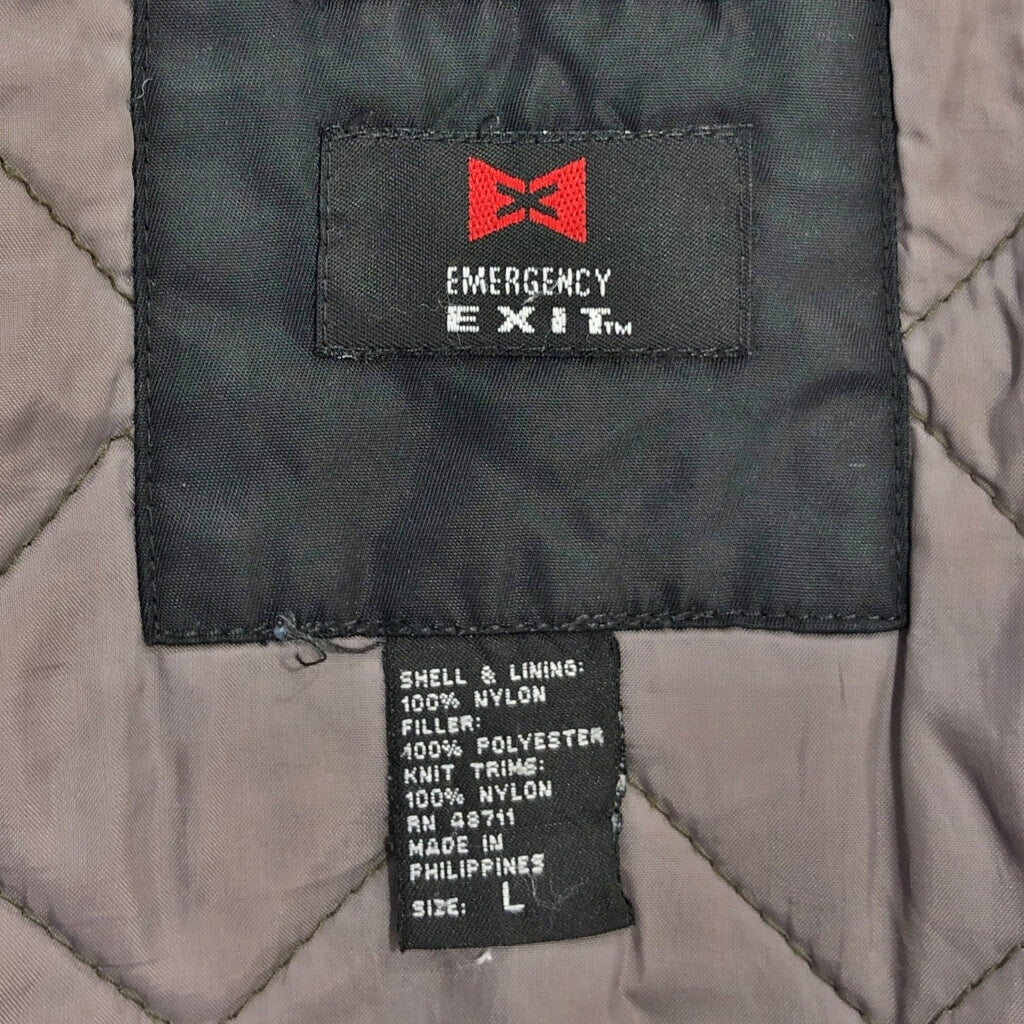 EMERGENCY
EXIT™
SHELL & LINING:
100% NYLON
FILLER:
100% POLYESTER
KNIT TRIMS:
100% NYLON
RN 48711
MADE IN
PHILIPPINES
SIZE: L